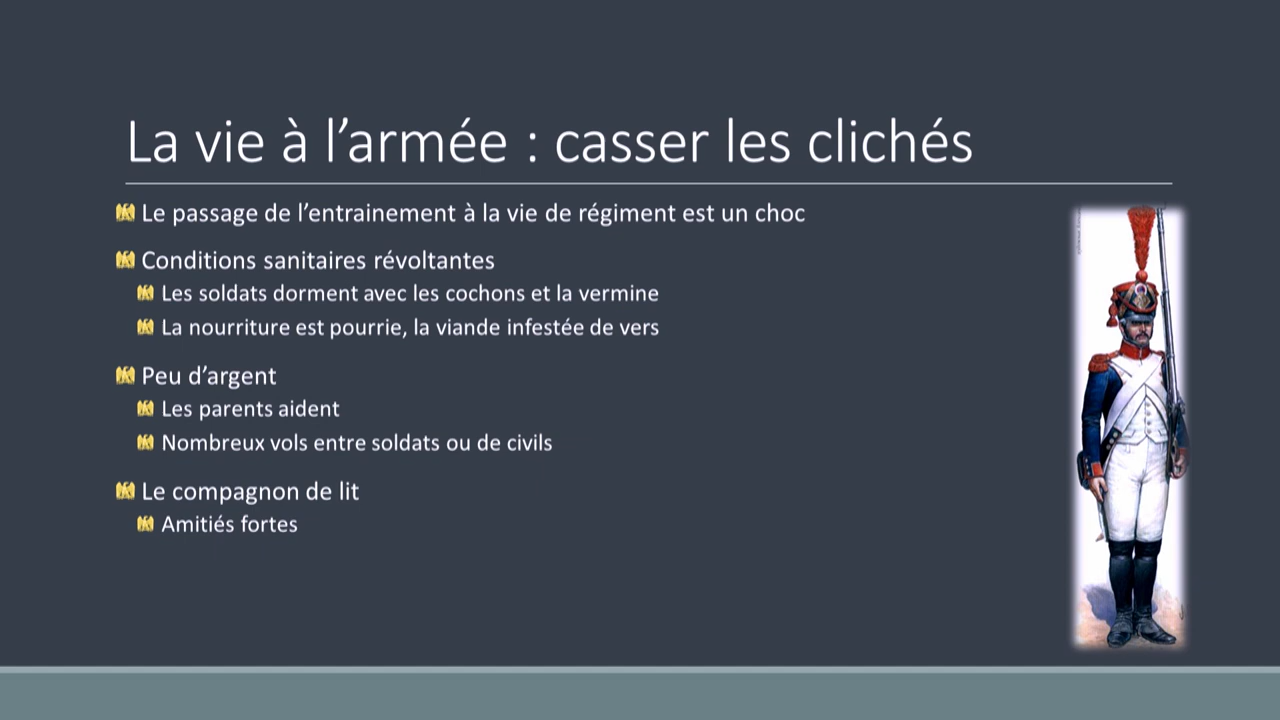 La vie à l’armée : casser les clichés
Le passage de l’entrainement à la vie de régiment est un choc
Conditions sanitaires révoltantes
Les soldats dorment avec les cochons et la vermine
La nourriture est pourrie, la viande infestée de vers
Peu d’argent
Les parents aident
Nombreux vols entre soldats ou de civils
Le compagnon de lit
Amitiés fortes